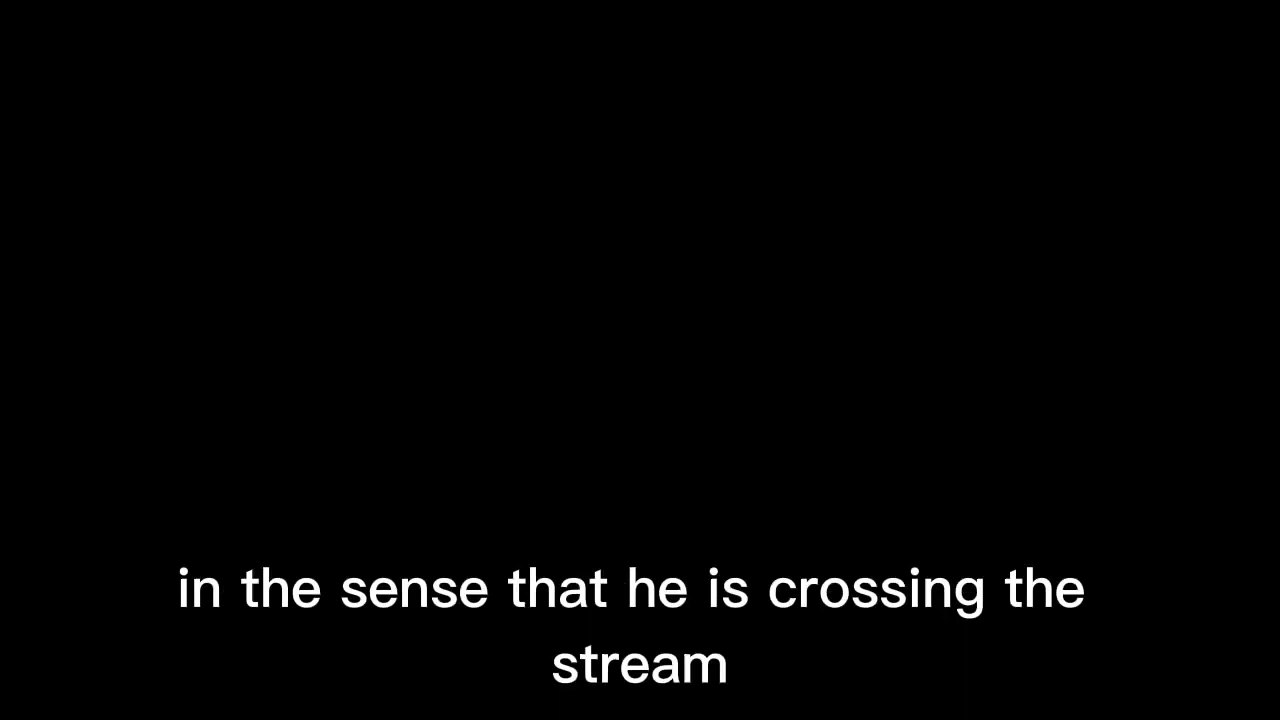 in the sense that he is crossing the
stream